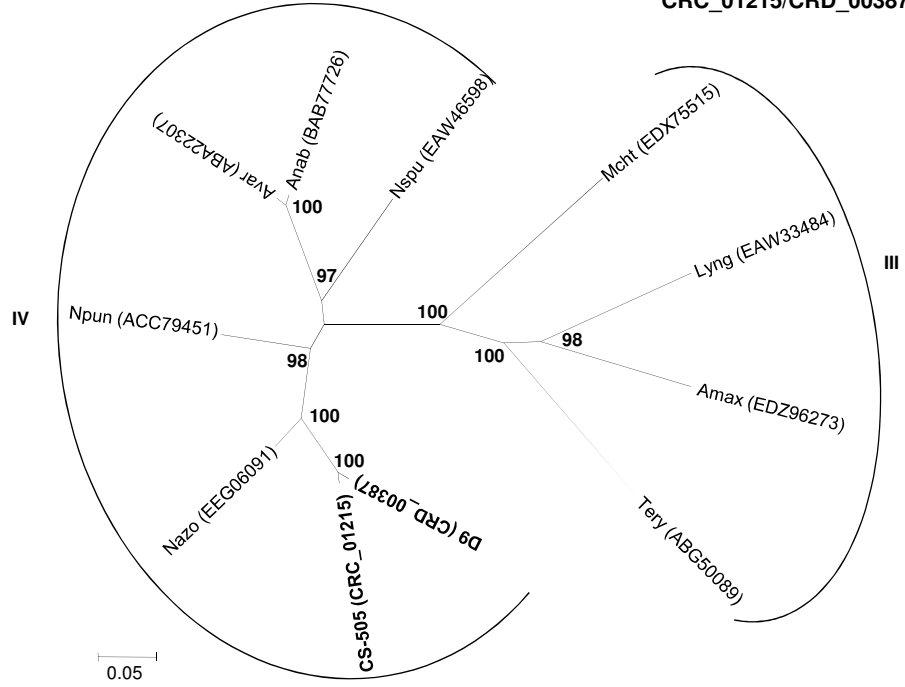 CRC_01215/CRD_00387
Anab (BAB77726)
Avar (ABA22307)
Nspu (EAW46598)
Mcht (EDX75515)
100
Lyng (EAW33484)
III
97
IV
Npun (ACC79451)
100
98
100
98
Amax (EDZ96273)
100
Nazo (EEG06091)
100
D9 (CRD_00387)
CS-505 (CRC_01215)
Tery (ABG50089)
0.05